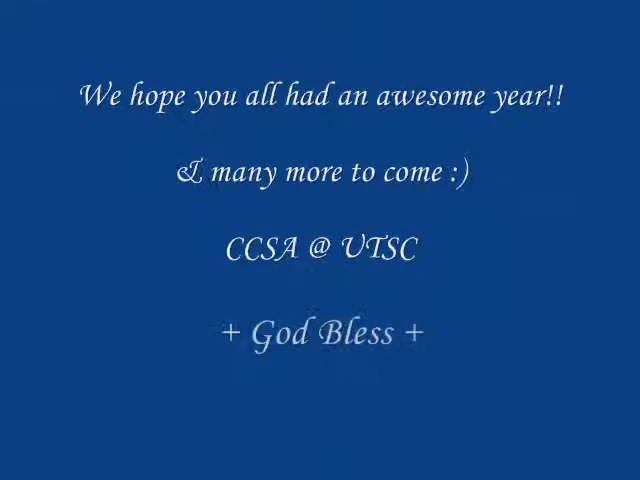 We hope you all had an awesome year!!
& many more to come :)
CCSA @ UTSC
+ God Bless +